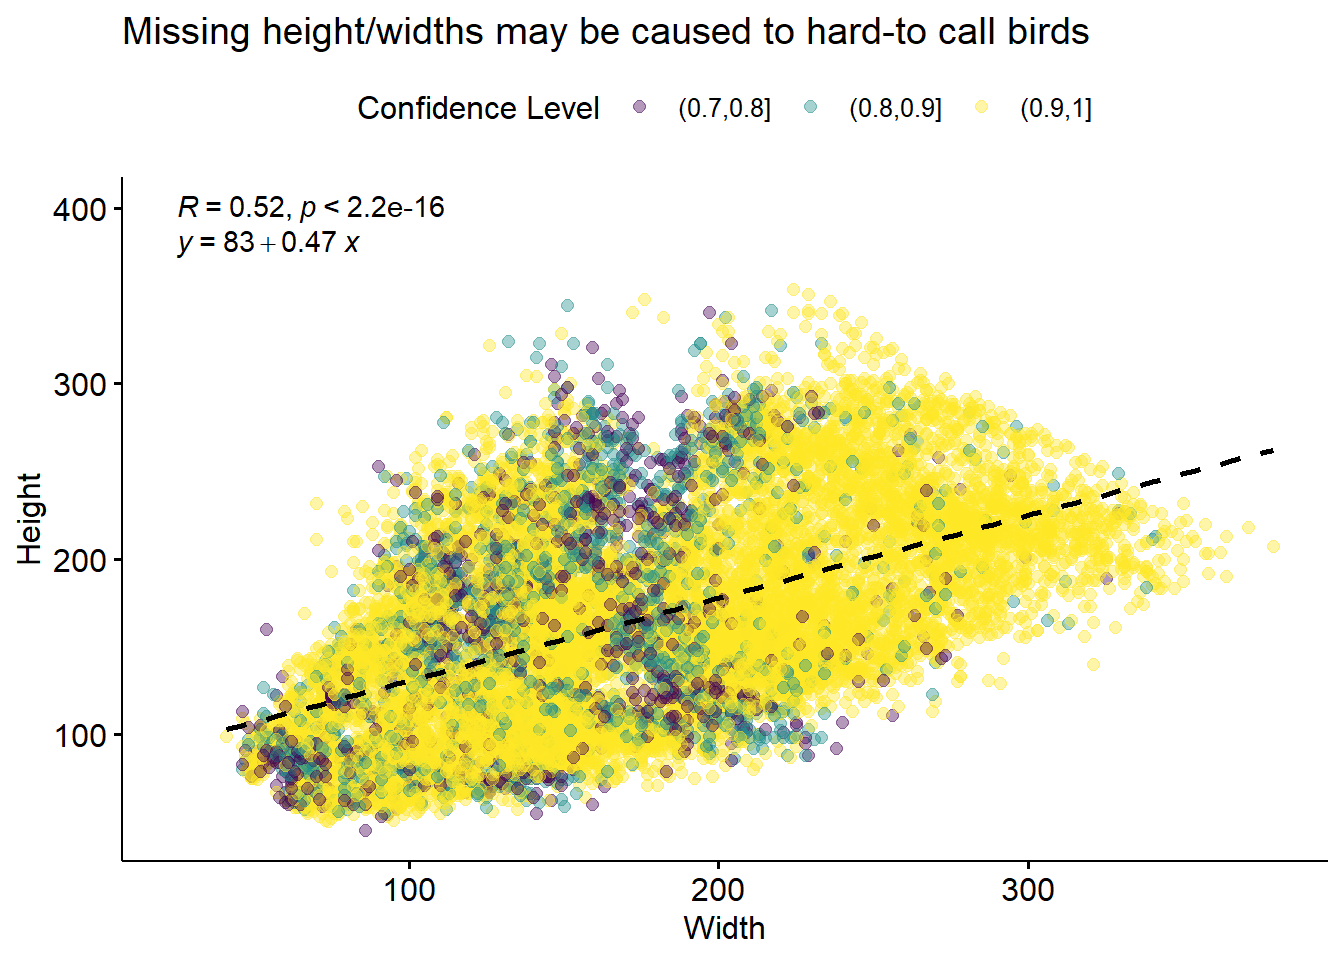 Missing height/widths may be caused to hard-to call birds
Confidence Level (0.7,0.8] (0.8,0.9] (0.9,1]
R = 0.52, p < 2.2e-16
y = 83 + 0.47 x
400
300
200
100
Height
100 200 300
Width